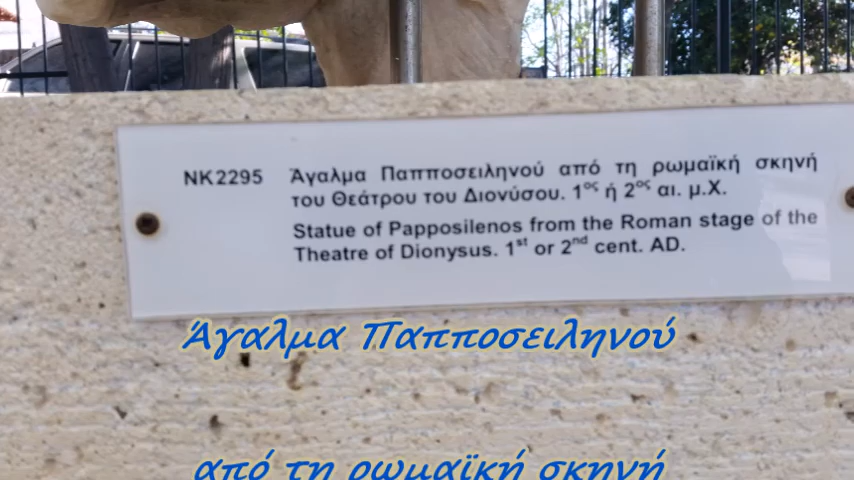 NK2295 Άγαλμα Παπποσειληνού από τη ρωμαϊκή σκηνή
του Θεάτρου του Διονύσου. 1ος ή 2ος αι. μ.Χ.
Statue of Papposilenos from the Roman stage of the
Theatre of Dionysus. 1st or 2nd cent. AD.
Άγαλμα Παπποσειληνού
από τη ρωμαϊκή σκηνή